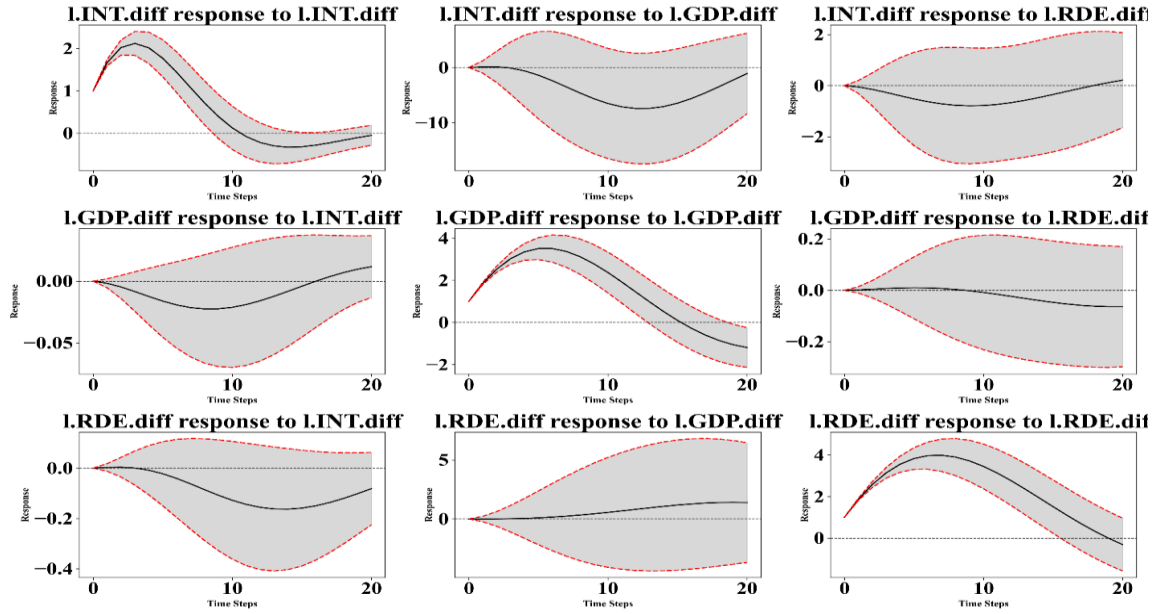 l.INT.diff response to l.INT.diff
Response
2
1
0
0
10
20
Time Steps
l.INT.diff response to l.GDP.diff
Response
0
−10
0
10
20
Time Steps
l.INT.diff response to l.RDE.diff
Response
2
0
−2
0
10
20
Time Steps
l.GDP.diff response to l.INT.diff
Response
0.00
−0.05
0
10
20
Time Steps
l.GDP.diff response to l.GDP.diff
Response
4
2
0
−2
0
10
20
Time Steps
l.GDP.diff response to l.RDE.diff
Response
0.2
0.0
−0.2
0
10
20
Time Steps
l.RDE.diff response to l.INT.diff
Response
0.0
−0.2
−0.4
0
10
20
Time Steps
l.RDE.diff response to l.GDP.diff
Response
5
0
0
10
20
Time Steps
l.RDE.diff response to l.RDE.diff
Response
4
2
0
0
10
20
Time Steps